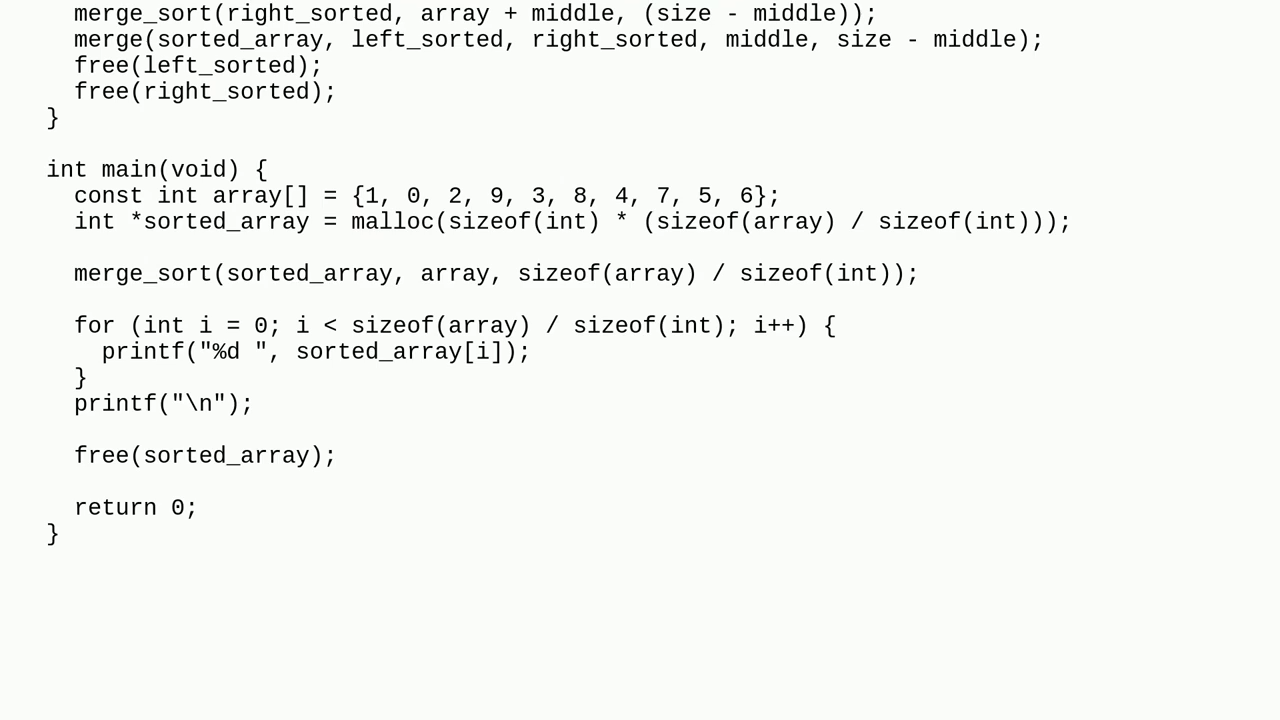 merge_sort(right_sorted, array + middle, (size - middle));
merge(sorted_array, left_sorted, right_sorted, middle, size - middle);
free(left_sorted);
free(right_sorted);
}
int main(void) {
const int array[] = {1, 0, 2, 9, 3, 8, 4, 7, 5, 6};
int *sorted_array = malloc(sizeof(int) * (sizeof(array) / sizeof(int)));
merge_sort(sorted_array, array, sizeof(array) / sizeof(int));
for (int i = 0; i < sizeof(array) / sizeof(int); i++) {
printf("%d ", sorted_array[i]);
}
printf("\n");
free(sorted_array);
return 0;
}